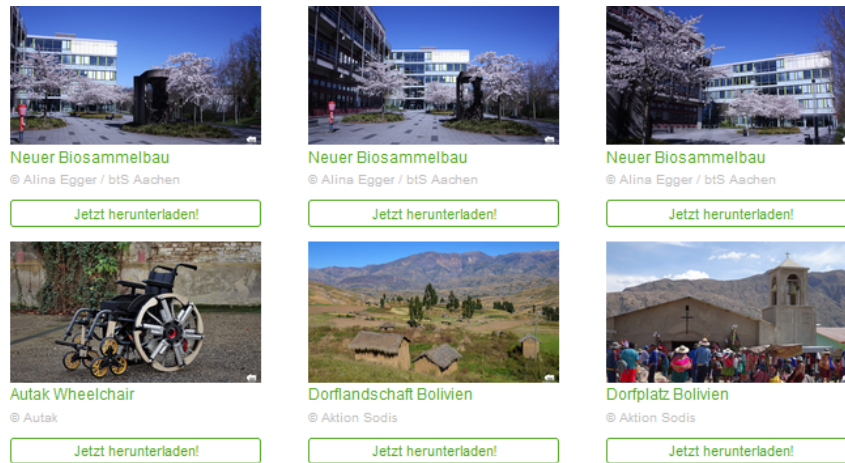 Neuer Biosammelbau
© Alina Egger / btS Aachen
Jetzt herunterladen!
Neuer Biosammelbau
© Alina Egger / btS Aachen
Jetzt herunterladen!
Neuer Biosammelbau
© Alina Egger / btS Aachen
Jetzt herunterladen!
Autak Wheelchair
© Autak
Jetzt herunterladen!
Dorflandschaft Bolivien
© Aktion Sodis
Jetzt herunterladen!
Dorfplatz Bolivien
© Aktion Sodis
Jetzt herunterladen!